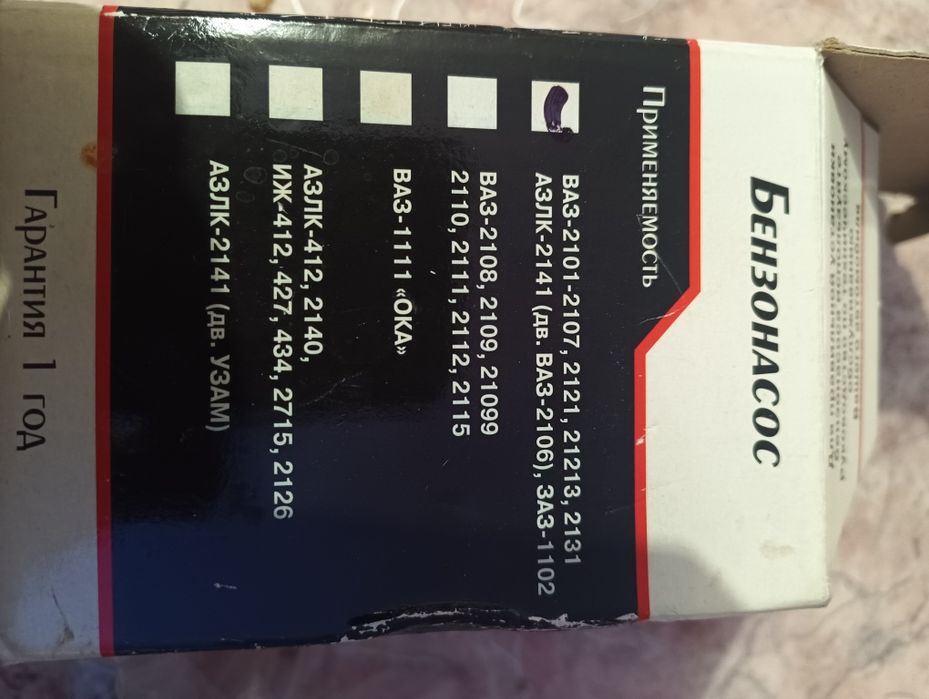 БЕНЗОНАСОС
ПРИМЕНЯЕМОСТЬ
ВАЗ-2101-2107, 2121, 21213, 2131
АЗЛК-2141 (дв. ВАЗ-2106), ЗАЗ-1102
ВАЗ-2108, 2109, 21099
2110, 2111, 2112, 2115
ВАЗ-1111 «ОКА»
АЗЛК-412, 2140,
ИЖ-412, 427, 434, 2715, 2126
АЗЛК-2141 (дв. УЗАМ)
ГАРАНТИЯ 1 ГОД